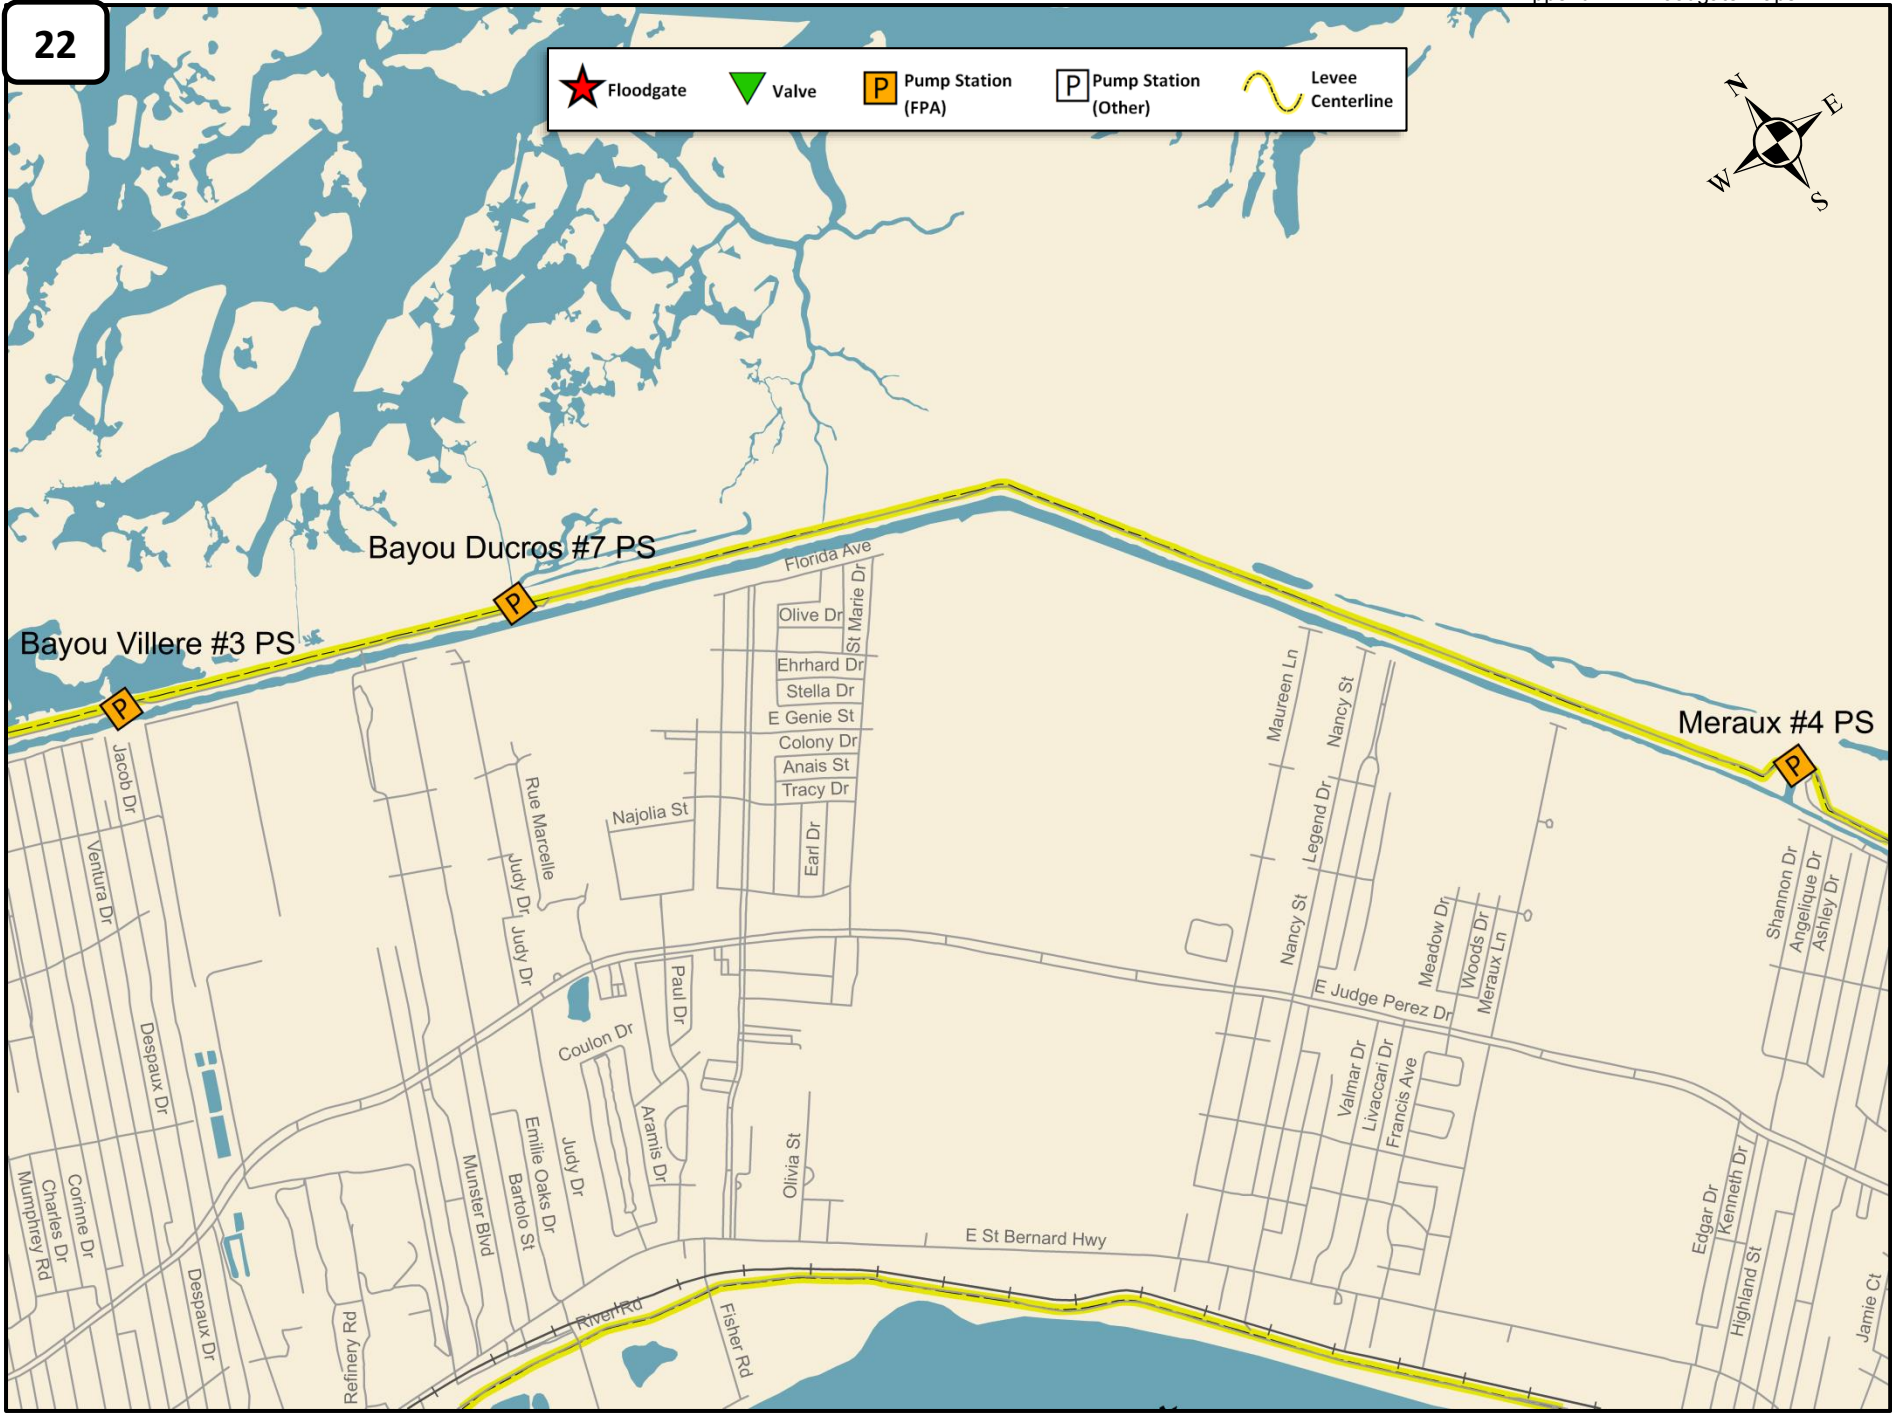 22
Floodgate
Valve
P
Pump Station
(FPA)
P
Pump Station
(Other)
Levee
Centerline
N
E
W
S
Bayou Ducros #7 PS
P
Bayou Villere #3 PS
P
Meraux #4 PS
P
Florida Ave
St Marie Dr
Olive Dr
Ehrhard Dr
Stella Dr
E Genie St
Colony Dr
Anais St
Tracy Dr
Earl Dr
Najolia St
Rue Marcelle
Judy Dr
Judy Dr
Jacob Dr
Ventura Dr
Maureen Ln
Nancy St
Legend Dr
Nancy St
Meadow Dr
Woods Dr
Meraux Ln
Shannon Dr
Angelique Dr
Ashley Dr
E Judge Perez Dr
Paul Dr
Coulon Dr
Despaux Dr
Aramis Dr
Valmar Dr
Livaccari Dr
Francis Ave
Olivia St
Judy Dr
Emilie Oaks Dr
Bartolo St
Munster Blvd
Corinne Dr
Charles Dr
Mumphrey Rd
Edgar Dr
Kenneth Dr
Highland St
Jamie Ct
E St Bernard Hwy
Despaux Dr
Refinery Rd
River Rd
Fisher Rd